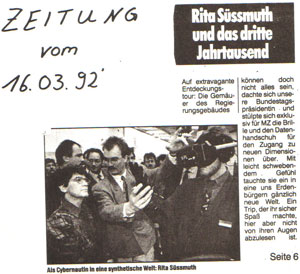 ZEITUNG
vom
16.03.92'
Rita Süssmuth
und das dritte
Jahrtausend
Auf extravagante
Entdeckungs-
tour: Die Gemäu-
er des Regie-
rungsgebäudes
können doch
nicht alles sein,
dachte sich unse-
re Bundestags-
präsidentin und
stülpte sich exklu-
siv für MZ die Bril-
le und den Daten-
handschuh für
den Zugang zu
neuen Dimensio-
nen über. Mit
leicht schweben-
dem Gefühl
tauchte sie ein in
eine uns Erden-
bürgern gänzlich
neue Welt. Ein
Trip, der ihr sicher
Spaß machte,
hier aber nicht
von ihren Augen
abzulesen ist.
Seite 6
Als Cybernautin in eine synthetische Welt: Rita Süssmuth